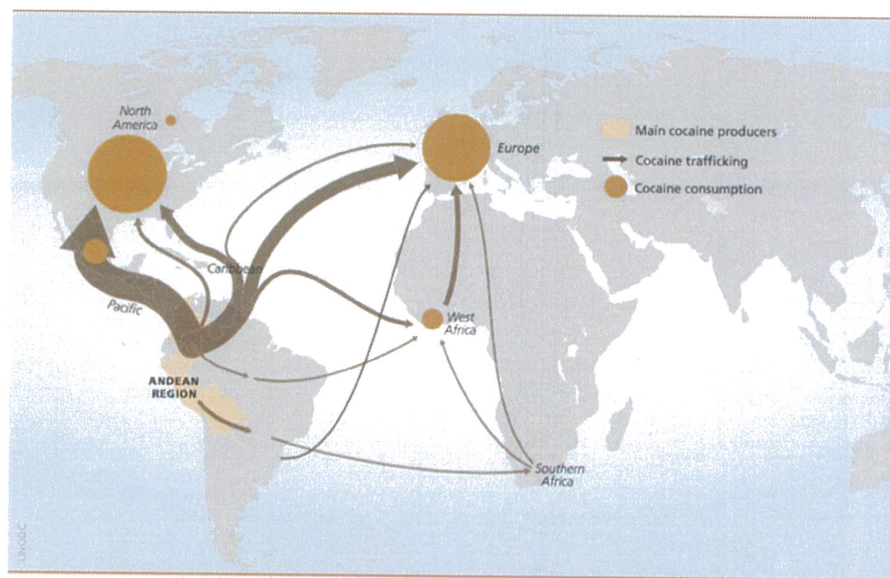 North
America
Europe
Main cocaine producers
Cocaine trafficking
Cocaine consumption
Caribbean
Pacific
West
Africa
ANDEAN
REGION
Southern
Africa
UNODC